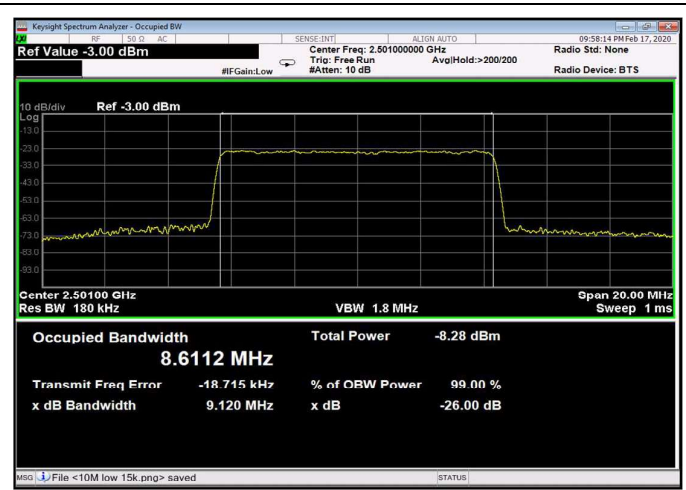 Keysight Spectrum Analyzer - Occupied BW
LXI RF 50 Ω AC SENSE:INT ALIGN AUTO 09:58:14 PM Feb 17, 2020
Ref Value -3.00 dBm Center Freq: 2.501000000 GHz Radio Std: None
Trig: Free Run Avg|Hold:>200/200
#IFGain:Low #Atten: 10 dB Radio Device: BTS
10 dB/div Ref -3.00 dBm
Log
-13.0
-23.0
-33.0
-43.0
-53.0
-63.0
-73.0
-83.0
-93.0
Center 2.50100 GHz Span 20.00 MHz
Res BW 180 kHz VBW 1.8 MHz Sweep 1 ms
Occupied Bandwidth Total Power -8.28 dBm
8.6112 MHz
Transmit Freq Error -18.715 kHz % of OBW Power 99.00 %
x dB Bandwidth 9.120 MHz x dB -26.00 dB
MSG File <10M low 15k.png> saved STATUS